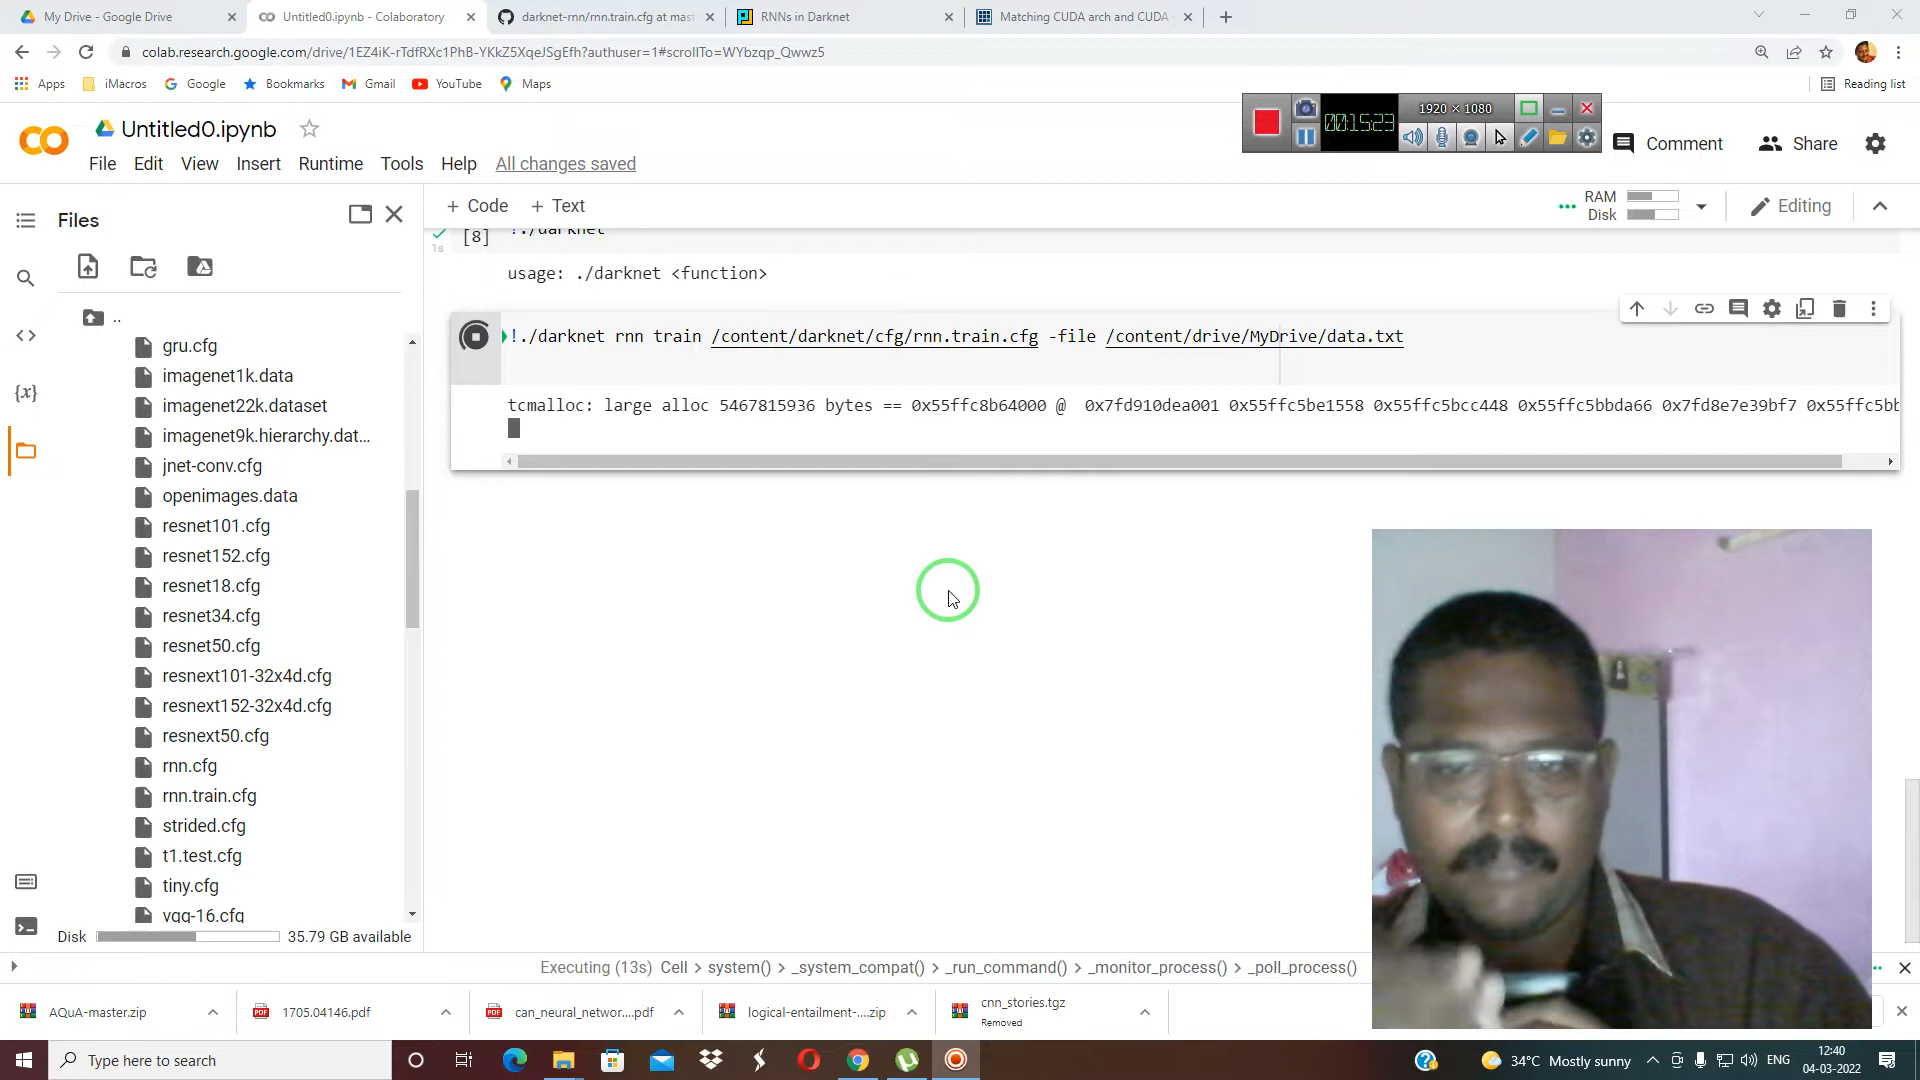 My Drive - Google Drive
Untitled0.ipynb - Colaboratory
darknet-rnn/rnn.train.cfg at mast
RNNs in Darknet
Matching CUDA arch and CUDA
colab.research.google.com/drive/1EZ4iK-rTdfRXc1PhB-YKkZ5XqeJSgEfh?authuser=1#scrollTo=WYbzqp_Qwwz5
Apps
iMacros
Google
Bookmarks
Gmail
YouTube
Maps
Reading list
00:15:23
1920 × 1080
Untitled0.ipynb
File Edit View Insert Runtime Tools Help All changes saved
Comment
Share
Files
+ Code + Text
RAM
Disk
Editing
1s
[8] !./darknet
usage: ./darknet <function>
!./darknet rnn train /content/darknet/cfg/rnn.train.cfg -file /content/drive/MyDrive/data.txt
tcmalloc: large alloc 5467815936 bytes == 0x55ffc8b64000 @ 0x7fd910dea001 0x55ffc5be1558 0x55ffc5bcc448 0x55ffc5bbda66 0x7fd8e7e39bf7 0x55ffc5bb
{x}
..
gru.cfg
imagenet1k.data
imagenet22k.dataset
imagenet9k.hierarchy.dat...
jnet-conv.cfg
openimages.data
resnet101.cfg
resnet152.cfg
resnet18.cfg
resnet34.cfg
resnet50.cfg
resnext101-32x4d.cfg
resnext152-32x4d.cfg
resnext50.cfg
rnn.cfg
rnn.train.cfg
strided.cfg
t1.test.cfg
tiny.cfg
vgg-16.cfg
Disk 35.79 GB available
Executing (13s) Cell > system() > _system_compat() > _run_command() > _monitor_process() > _poll_process()
AQuA-master.zip
1705.04146.pdf
can_neural_networ....pdf
logical-entailment-....zip
cnn_stories.tgz
Removed
Type here to search
34°C Mostly sunny
ENG
12:40
04-03-2022